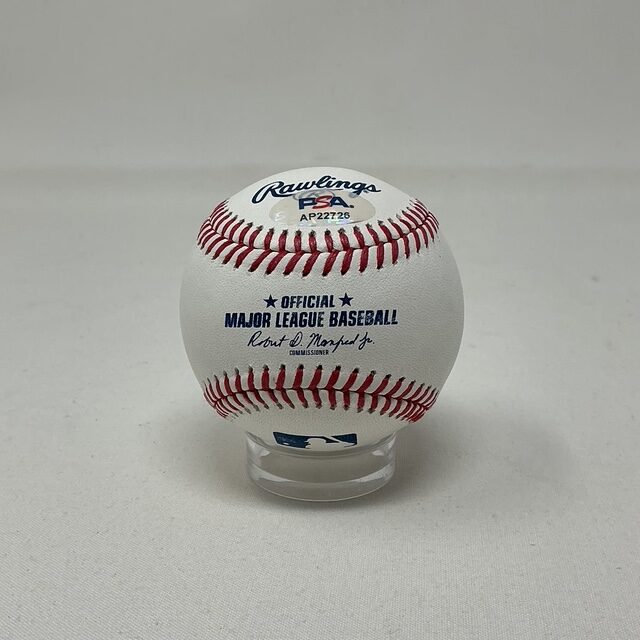 Rawlings
PSA®
AP22726
★ OFFICIAL ★
MAJOR LEAGUE BASEBALL
Robert D. Manfred Jr.
COMMISSIONER